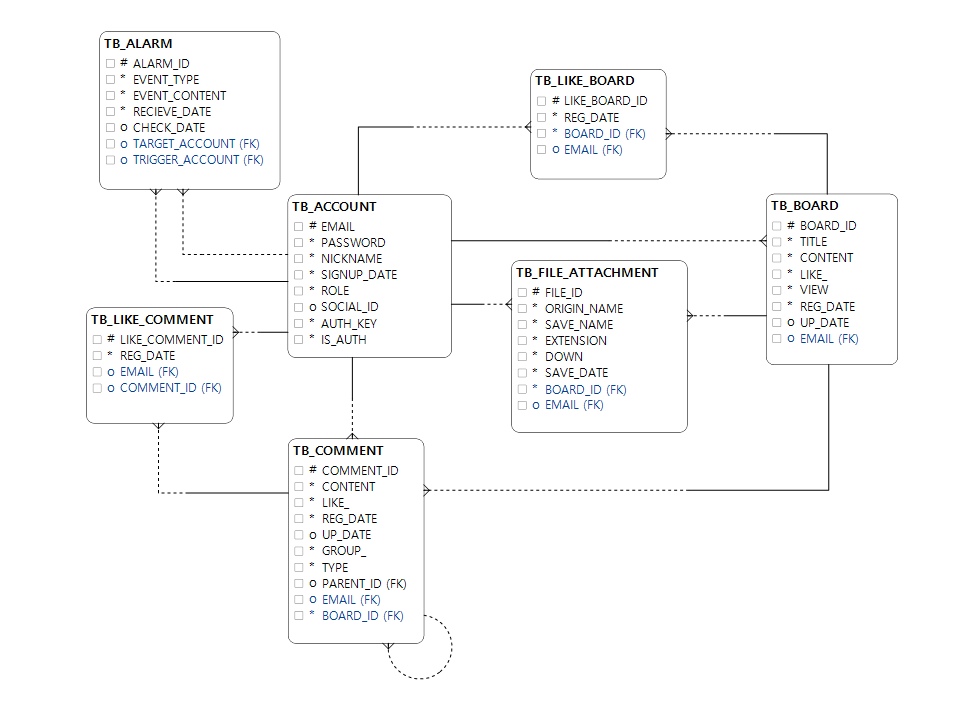 TB_ALARM
# ALARM_ID
* EVENT_TYPE
* EVENT_CONTENT
* RECIEVE_DATE
o CHECK_DATE
o TARGET_ACCOUNT (FK)
o TRIGGER_ACCOUNT (FK)
TB_LIKE_BOARD
# LIKE_BOARD_ID
* REG_DATE
* BOARD_ID (FK)
o EMAIL (FK)
TB_ACCOUNT
# EMAIL
* PASSWORD
* NICKNAME
* SIGNUP_DATE
* ROLE
o SOCIAL_ID
* AUTH_KEY
* IS_AUTH
TB_BOARD
# BOARD_ID
* TITLE
* CONTENT
* LIKE_
* VIEW
* REG_DATE
o UP_DATE
o EMAIL (FK)
TB_FILE_ATTACHMENT
# FILE_ID
* ORIGIN_NAME
* SAVE_NAME
* EXTENSION
* DOWN
* SAVE_DATE
* BOARD_ID (FK)
o EMAIL (FK)
TB_LIKE_COMMENT
# LIKE_COMMENT_ID
* REG_DATE
o EMAIL (FK)
o COMMENT_ID (FK)
TB_COMMENT
# COMMENT_ID
* CONTENT
* LIKE_
* REG_DATE
o UP_DATE
* GROUP_
* TYPE
o PARENT_ID (FK)
o EMAIL (FK)
* BOARD_ID (FK)